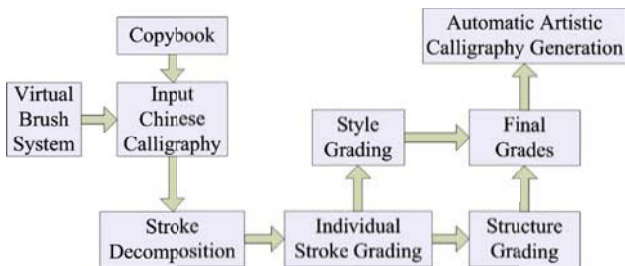 Copybook
Automatic Artistic
Calligraphy Generation
Virtual
Brush
System
Input
Chinese
Calligraphy
Style
Grading
Final
Grades
Stroke
Decomposition
Individual
Stroke Grading
Structure
Grading